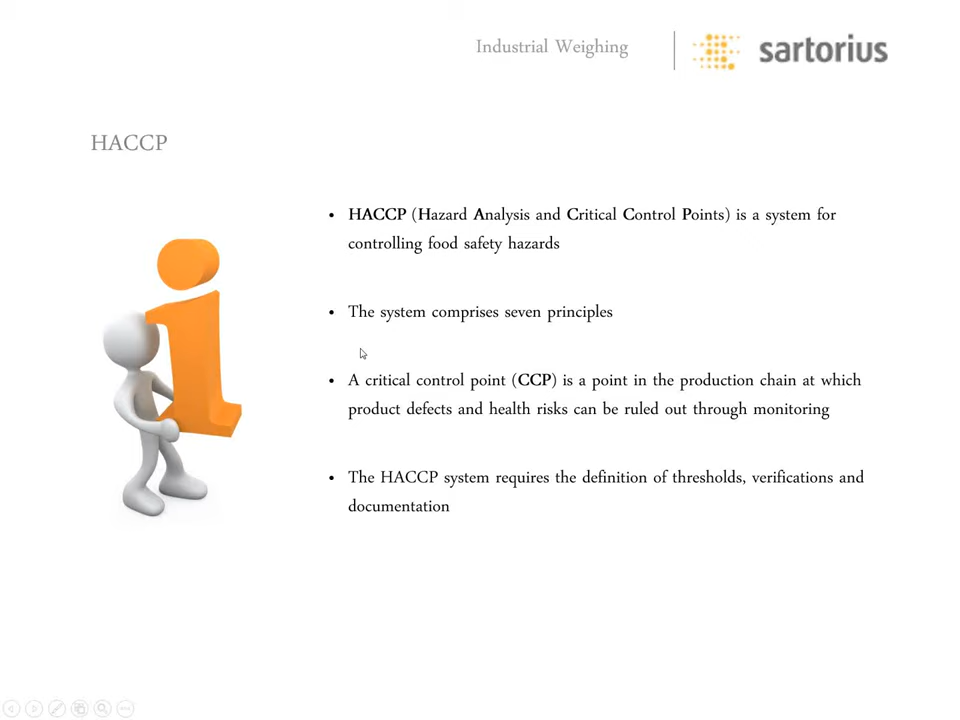 Industrial Weighing
sartorius
HACCP
• HACCP (Hazard Analysis and Critical Control Points) is a system for
controlling food safety hazards
• The system comprises seven principles
• A critical control point (CCP) is a point in the production chain at which
product defects and health risks can be ruled out through monitoring
• The HACCP system requires the definition of thresholds, verifications and
documentation